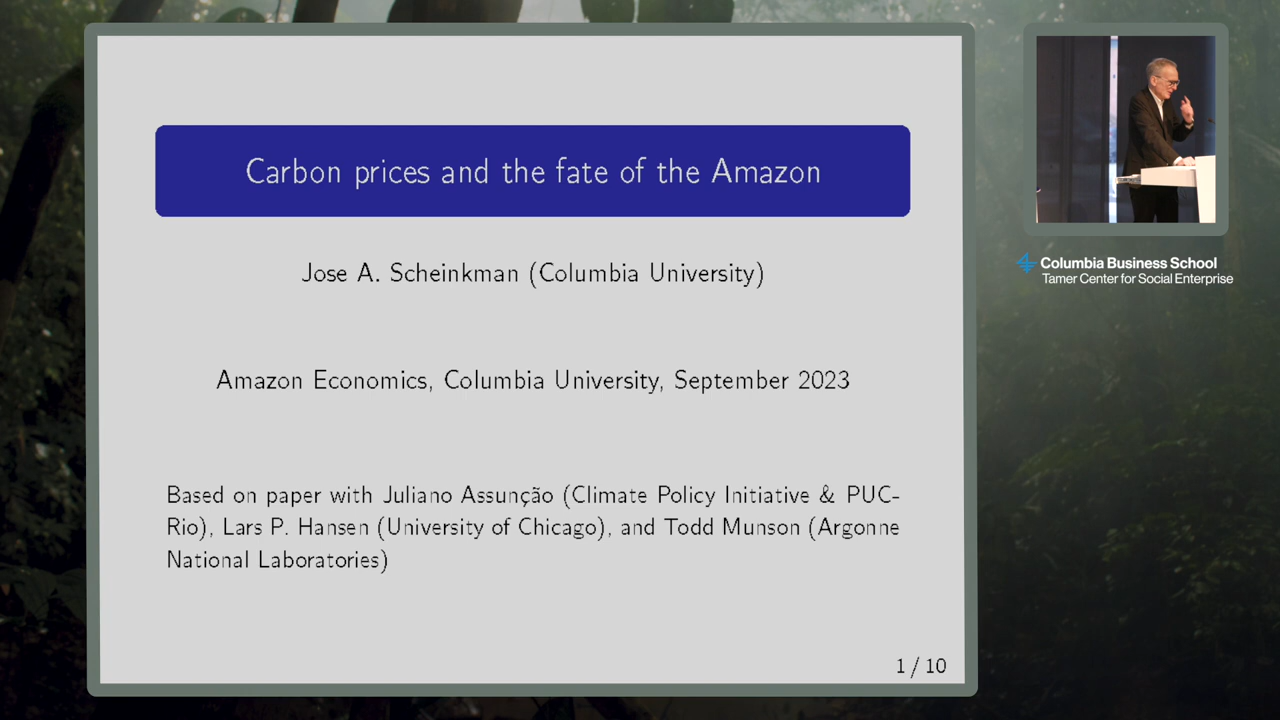 Carbon prices and the fate of the Amazon
Jose A. Scheinkman (Columbia University)
Amazon Economics, Columbia University, September 2023
Based on paper with Juliano Assunção (Climate Policy Initiative & PUC-
Rio), Lars P. Hansen (University of Chicago), and Todd Munson (Argonne
National Laboratories)
1 / 10
Columbia Business School
Tamer Center for Social Enterprise